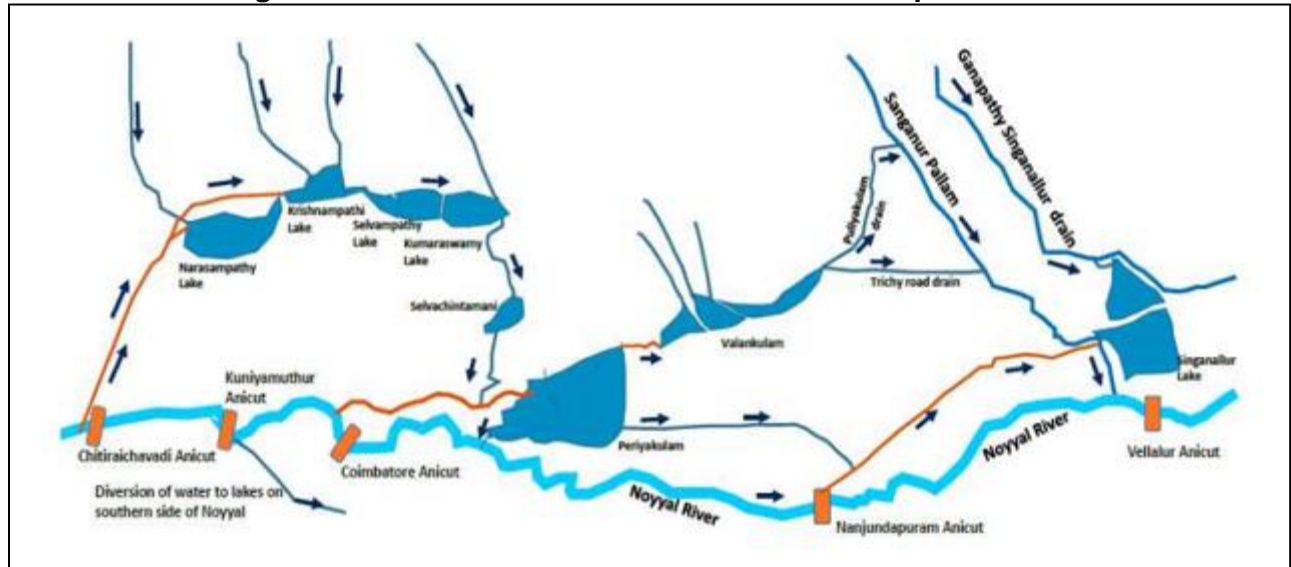 Ganapathy Singanallur drain
Sanganur Pallam
Puliyakulam
drain
Krishnampathi
Lake
Selvampathy
Lake
Kumaraswamy
Lake
Narasampathy
Lake
Trichy road drain
Selvachintamani
Valankulam
Singanallur
Lake
Kuniyamuthur
Anicut
Chitiraichavadi Anicut
Coimbatore Anicut
Periyakulam
Noyyal River
Vellalur Anicut
Diversion of water to lakes on
southern side of Noyyal
Noyyal River
Nanjundapuram Anicut